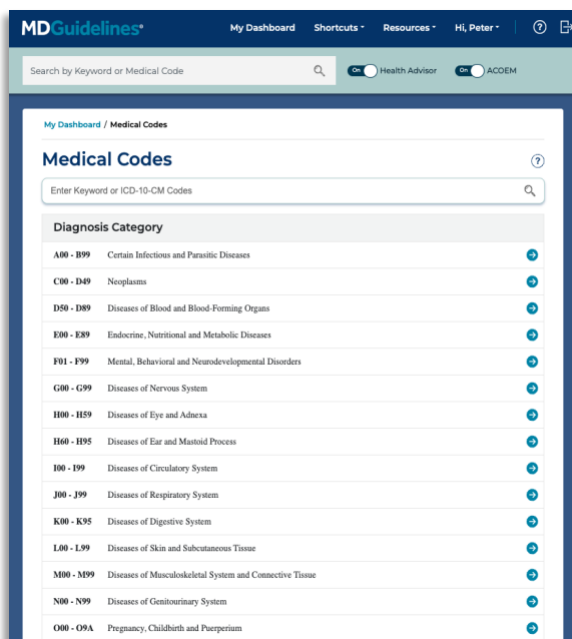 MDGuidelines® My Dashboard Shortcuts Resources Hi, Peter ?
Search by Keyword or Medical Code On Health Advisor On ACOEM
My Dashboard / Medical Codes
Medical Codes ?
Enter Keyword or ICD-10-CM Codes
Diagnosis Category
A00 - B99 Certain Infectious and Parasitic Diseases
C00 - D49 Neoplasms
D50 - D89 Diseases of Blood and Blood-Forming Organs
E00 - E89 Endocrine, Nutritional and Metabolic Diseases
F01 - F99 Mental, Behavioral and Neurodevelopmental Disorders
G00 - G99 Diseases of Nervous System
H00 - H59 Diseases of Eye and Adnexa
H60 - H95 Diseases of Ear and Mastoid Process
I00 - I99 Diseases of Circulatory System
J00 - J99 Diseases of Respiratory System
K00 - K95 Diseases of Digestive System
L00 - L99 Diseases of Skin and Subcutaneous Tissue
M00 - M99 Diseases of Musculoskeletal System and Connective Tissue
N00 - N99 Diseases of Genitourinary System
O00 - O9A Pregnancy, Childbirth and Puerperium